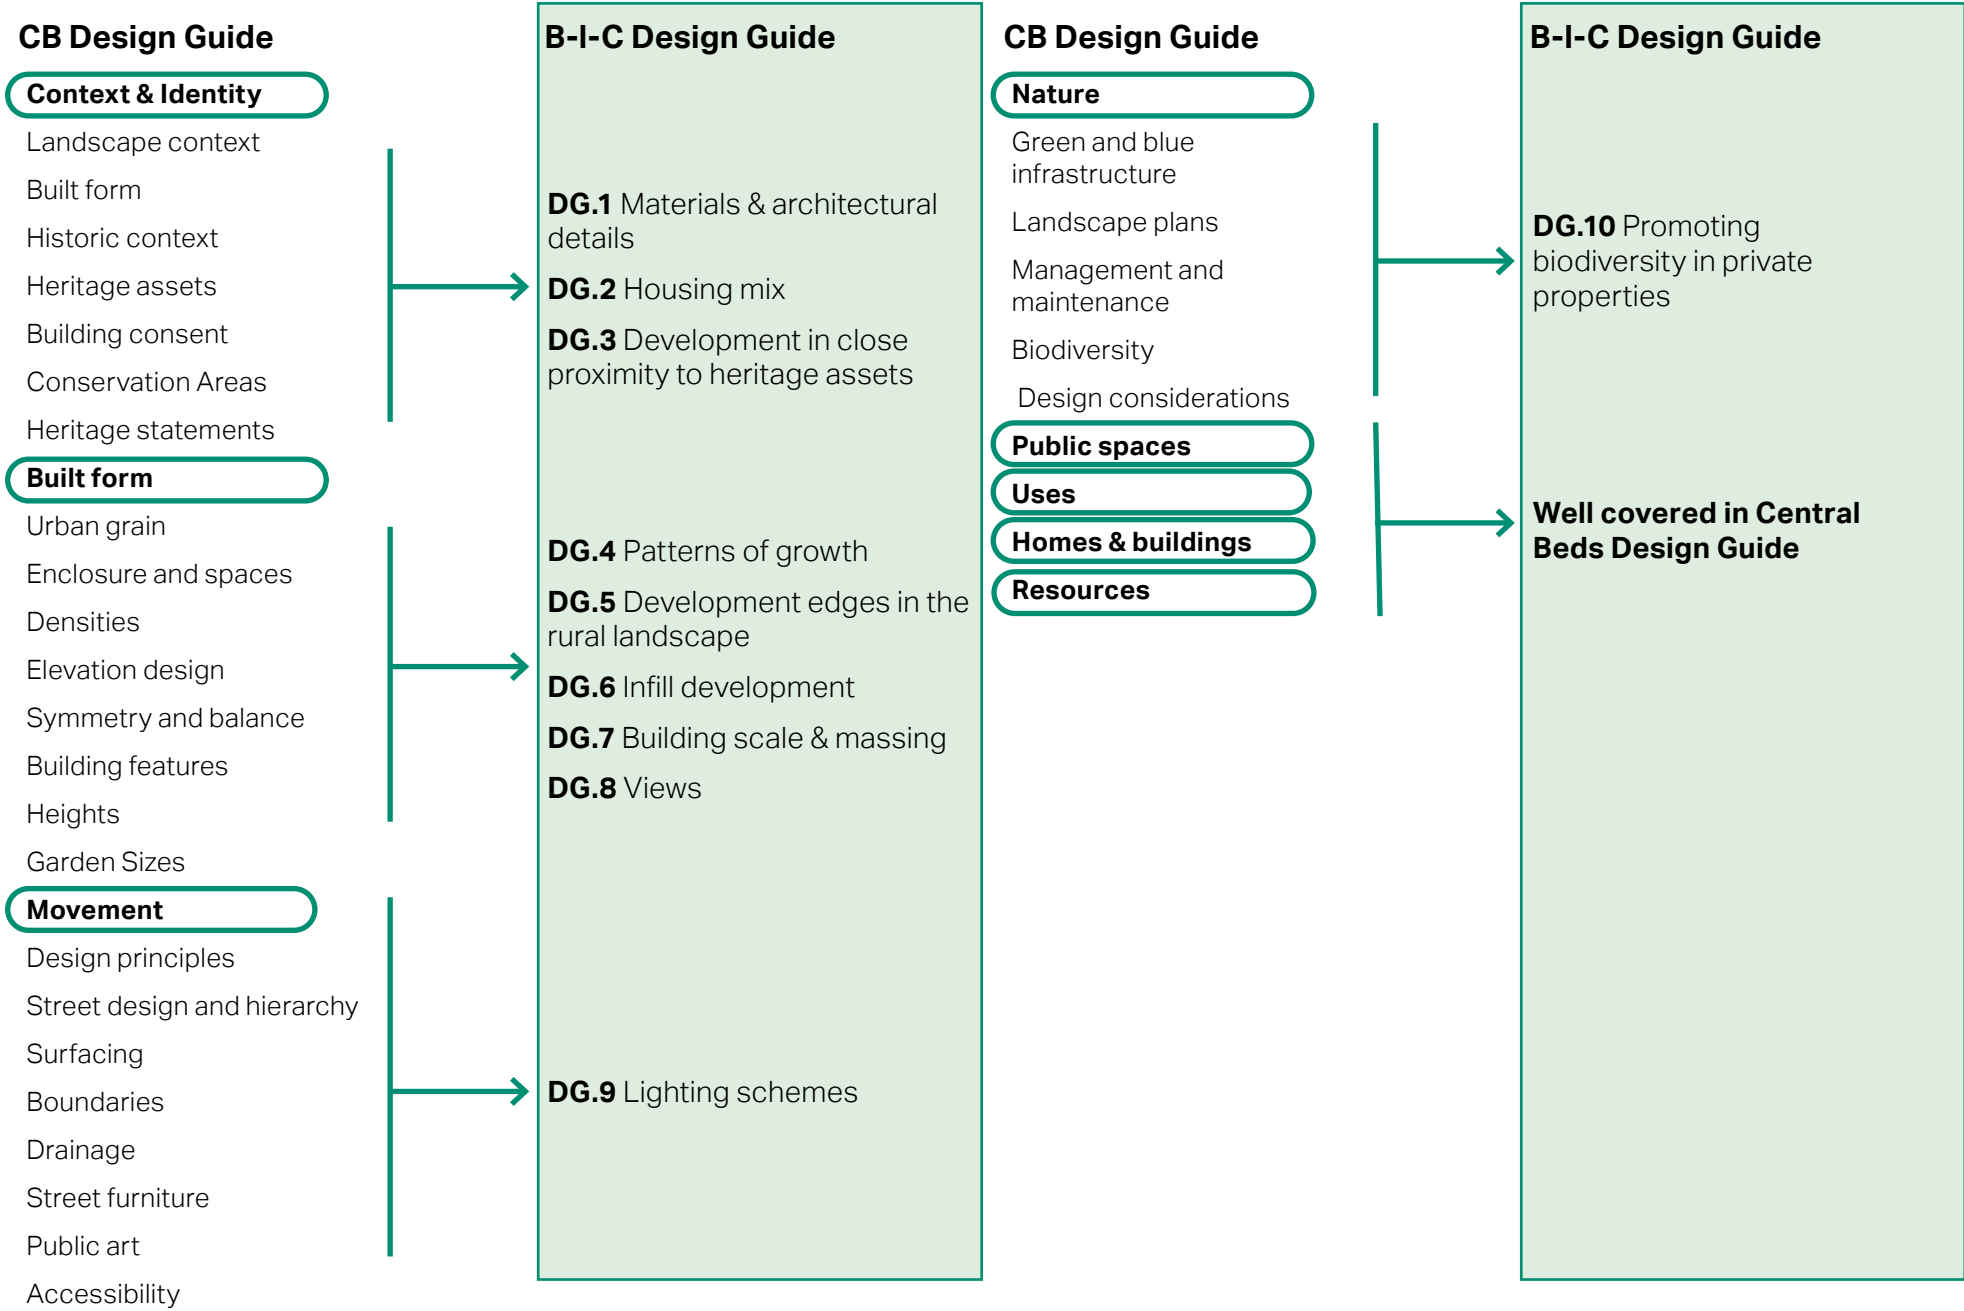 CB Design Guide
Context & Identity
Landscape context
Built form
Historic context
Heritage assets
Building consent
Conservation Areas
Heritage statements
Built form
Urban grain
Enclosure and spaces
Densities
Elevation design
Symmetry and balance
Building features
Heights
Garden Sizes
Movement
Design principles
Street design and hierarchy
Surfacing
Boundaries
Drainage
Street furniture
Public art
Accessibility
B-I-C Design Guide
DG.1 Materials & architectural
details
DG.2 Housing mix
DG.3 Development in close
proximity to heritage assets
DG.4 Patterns of growth
DG.5 Development edges in the
rural landscape
DG.6 Infill development
DG.7 Building scale & massing
DG.8 Views
DG.9 Lighting schemes
CB Design Guide
Nature
Green and blue
infrastructure
Landscape plans
Management and
maintenance
Biodiversity
Design considerations
Public spaces
Uses
Homes & buildings
Resources
B-I-C Design Guide
DG.10 Promoting
biodiversity in private
properties
Well covered in Central
Beds Design Guide